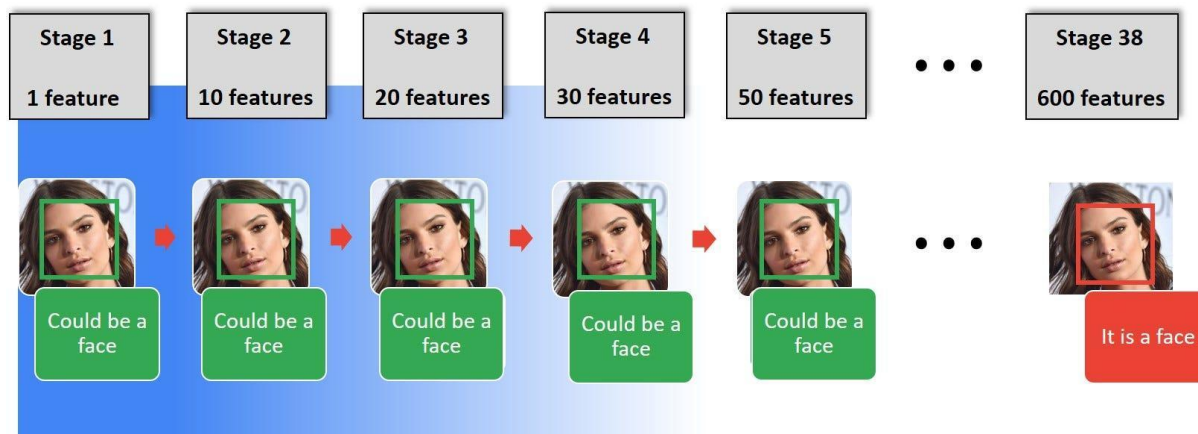 Stage 1
1 feature
Stage 2
10 features
Stage 3
20 features
Stage 4
30 features
Stage 5
50 features
Stage 38
600 features
Could be a
face
Could be a
face
Could be a
face
Could be a
face
Could be a
face
It is a face